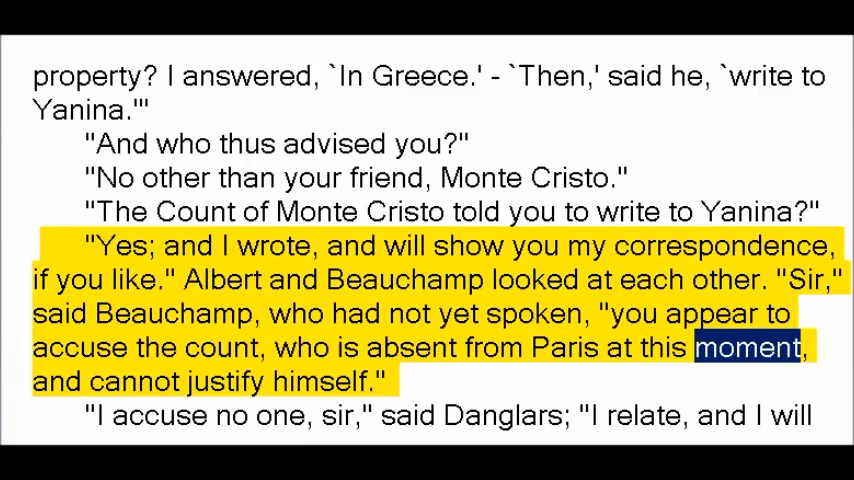 property? I answered, `In Greece.' - `Then,' said he, `write to
Yanina.'"
"And who thus advised you?"
"No other than your friend, Monte Cristo."
"The Count of Monte Cristo told you to write to Yanina?"
"Yes; and I wrote, and will show you my correspondence,
if you like." Albert and Beauchamp looked at each other. "Sir,"
said Beauchamp, who had not yet spoken, "you appear to
accuse the count, who is absent from Paris at this moment,
and cannot justify himself."
"I accuse no one, sir," said Danglars; "I relate, and I will